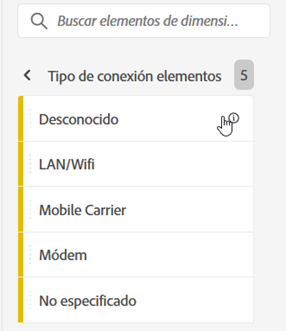 Buscar elementos de dimensi...
Tipo de conexión elementos 5
Desconocido
LAN/Wifi
Mobile Carrier
Módem
No especificado